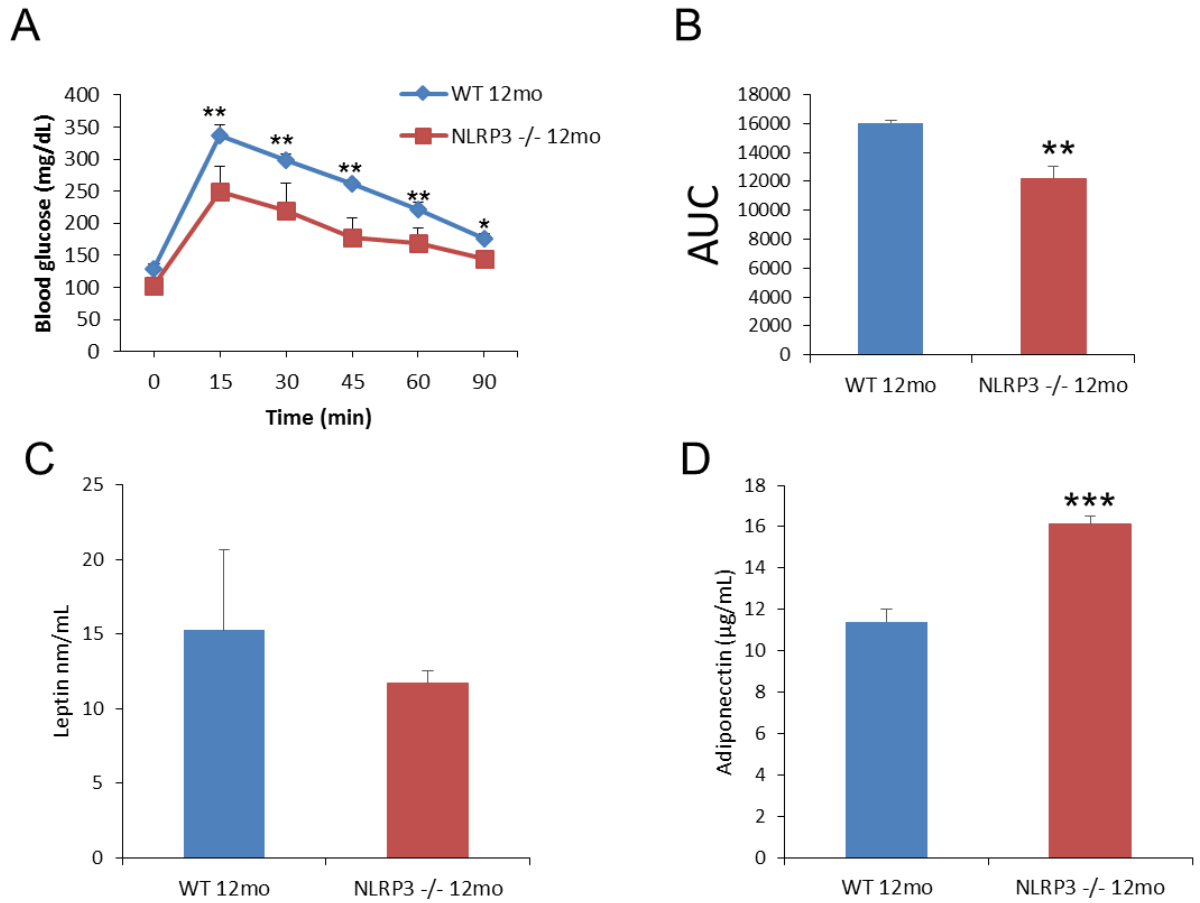 A
WT 12mo
NLRP3 -/- 12mo
Blood glucose (mg/dL)
400
350
300
250
200
150
100
50
0
**
**
**
**
*
0 15 30 45 60 90
Time (min)
B
AUC
18000
16000
14000
12000
10000
8000
6000
4000
2000
0
**
WT 12mo NLRP3 -/- 12mo
C
Leptin nm/mL
25
20
15
10
5
0
WT 12mo NLRP3 -/- 12mo
D
Adiponecctin (µg/mL)
18
16
14
12
10
8
6
4
2
0
***
WT 12mo NLRP3 -/- 12mo